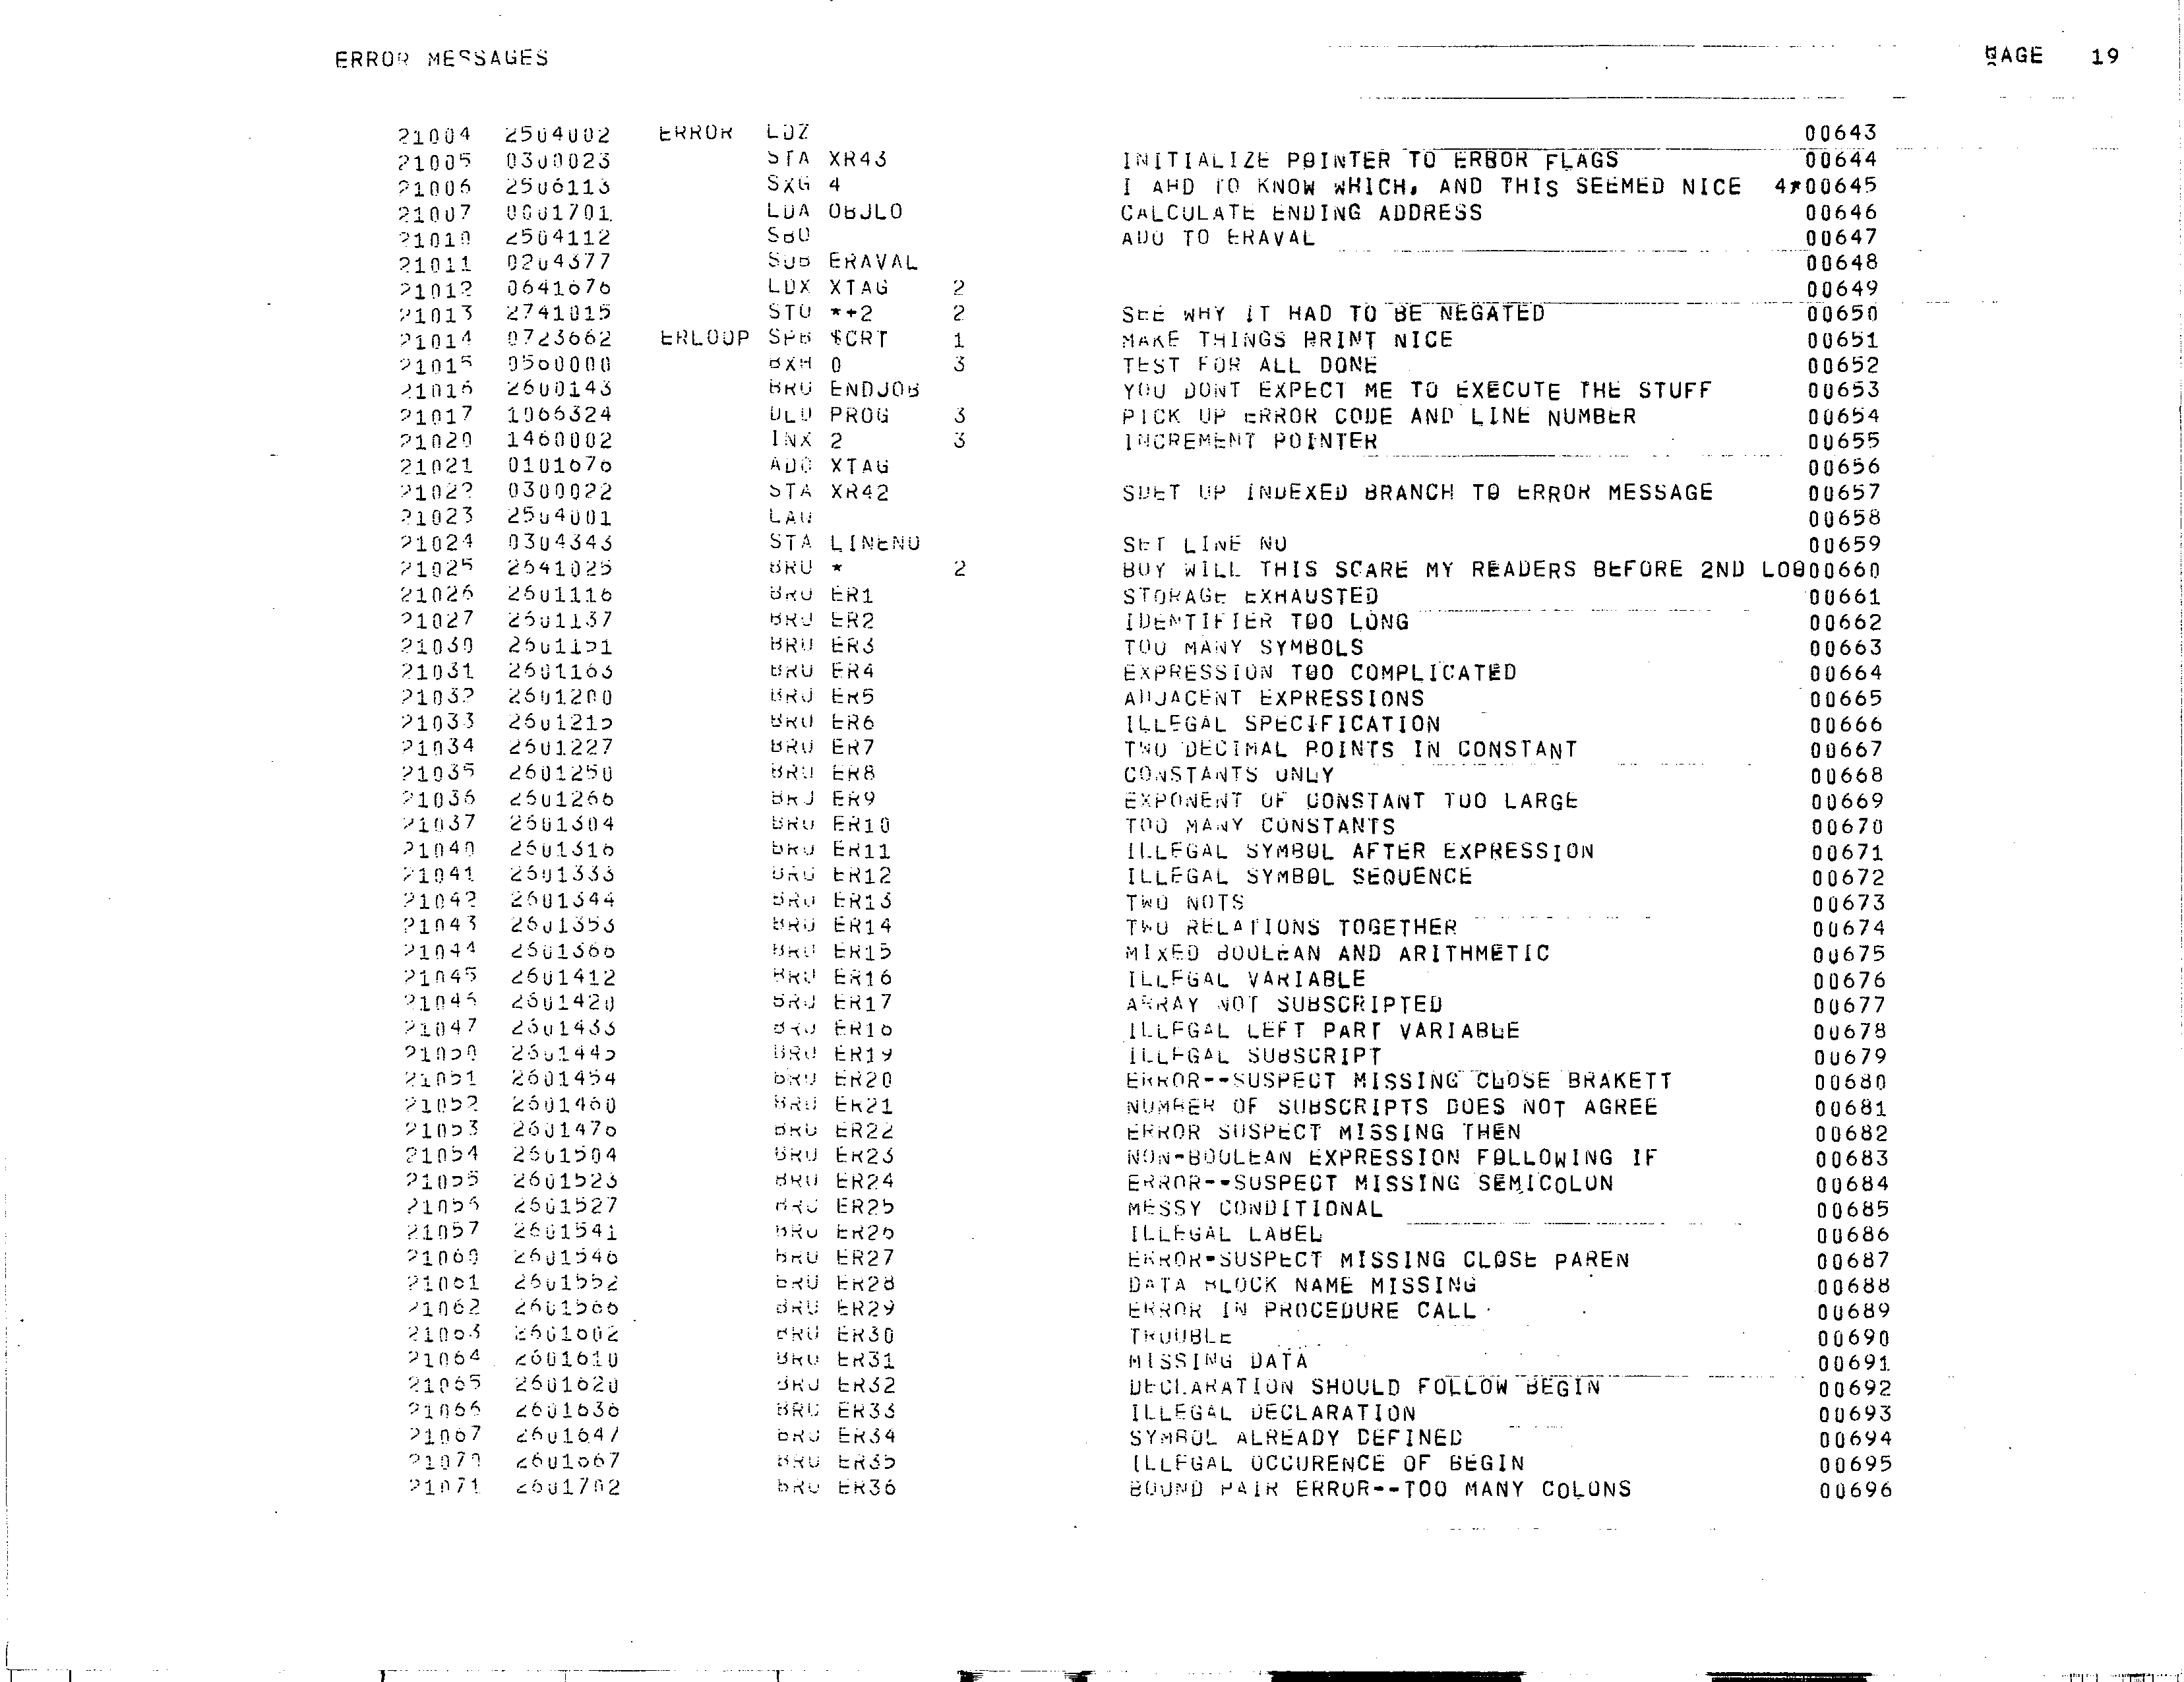 ERROR MESSAGES PAGE 19
21004 2504002 ERROR LDZ 00643
21005 0300023 STA XR43 INITIALIZE POINTER TO ERROR FLAGS 00644
21006 2506113 SXG 4 I AHD TO KNOW WHICH, AND THIS SEEMED NICE 4*00645
21007 0001701 LDA OBJLO CALCULATE ENDING ADDRESS 00646
21010 2504112 SBO ADD TO ERAVAL 00647
21011 0204377 SUB ERAVAL 00648
21012 0641676 LDX XTAG 2 00649
21013 2741015 STO *+2 2 SEE WHY IT HAD TO BE NEGATED 00650
21014 0723662 ERLOOP SPB $CRT 1 MAKE THINGS PRINT NICE 00651
21015 0560000 BXH 0 3 TEST FOR ALL DONE 00652
21016 2600143 BRU ENDJOB YOU DONT EXPECT ME TO EXECUTE THE STUFF 00653
21017 1066324 DLD PROG 3 PICK UP ERROR CODE AND LINE NUMBER 00654
21020 1460002 INX 2 3 INCREMENT POINTER 00655
21021 0101676 ADD XTAG 00656
21022 0300022 STA XR42 SUET UP INDEXED BRANCH TO ERROR MESSAGE 00657
21023 2504001 LAQ 00658
21024 0304343 STA LINENO SET LINE NO 00659
21025 2641025 BRU * 2 BOY WILL THIS SCARE MY READERS BEFORE 2ND LOO00660
21026 2601116 BRU ER1 STORAGE EXHAUSTED 00661
21027 2601137 BRU ER2 IDENTIFIER TOO LONG 00662
21030 2601151 BRU ER3 TOO MANY SYMBOLS 00663
21031 2601163 BRU ER4 EXPRESSION TOO COMPLICATED 00664
21032 2601200 BRU ER5 ADJACENT EXPRESSIONS 00665
21033 2601215 BRU ER6 ILLEGAL SPECIFICATION 00666
21034 2601227 BRU ER7 TWO DECIMAL POINTS IN CONSTANT 00667
21035 2601250 BRU ER8 CONSTANTS ONLY 00668
21036 2601266 BRU ER9 EXPONENT OF CONSTANT TOO LARGE 00669
21037 2601304 BRU ER10 TOO MANY CONSTANTS 00670
21040 2601316 BRU ER11 ILLEGAL SYMBOL AFTER EXPRESSION 00671
21041 2601333 BRU ER12 ILLEGAL SYMBOL SEQUENCE 00672
21042 2601344 BRU ER13 TWO NOTS 00673
21043 2601353 BRU ER14 TWO RELATIONS TOGETHER 00674
21044 2601366 BRU ER15 MIXED BOOLEAN AND ARITHMETIC 00675
21045 2601412 BRU ER16 ILLEGAL VARIABLE 00676
21046 2601420 BRU ER17 ARRAY NOT SUBSCRIPTED 00677
21047 2601433 BRU ER18 ILLEGAL LEFT PART VARIABLE 00678
21050 2601445 BRU ER19 ILLEGAL SUBSCRIPT 00679
21051 2601454 BRU ER20 ERROR--SUSPECT MISSING CLOSE BRAKETT 00680
21052 2601460 BRU ER21 NUMBER OF SUBSCRIPTS DOES NOT AGREE 00681
21053 2601476 BRU ER22 ERROR SUSPECT MISSING THEN 00682
21054 2601504 BRU ER23 NON-BOOLEAN EXPRESSION FOLLOWING IF 00683
21055 2601523 BRU ER24 ERROR--SUSPECT MISSING SEMICOLON 00684
21056 2601527 BRU ER25 MESSY CONDITIONAL 00685
21057 2601541 BRU ER26 ILLEGAL LABEL 00686
21060 2601546 BRU ER27 ERROR-SUSPECT MISSING CLOSE PAREN 00687
21061 2601552 BRU ER28 DATA BLOCK NAME MISSING 00688
21062 2601566 BRU ER29 ERROR IN PROCEDURE CALL 00689
21063 2601602 BRU ER30 TROUBLE 00690
21064 2601610 BRU ER31 MISSING DATA 00691
21065 2601620 BRU ER32 DECLARATION SHOULD FOLLOW BEGIN 00692
21066 2601636 BRU ER33 ILLEGAL DECLARATION 00693
21067 2601647 BRU ER34 SYMBOL ALREADY DEFINED 00694
21070 2601667 BRU ER35 ILLEGAL OCCURENCE OF BEGIN 00695
21071 2601702 BRU ER36 BOUND PAIR ERROR--TOO MANY COLONS 00696